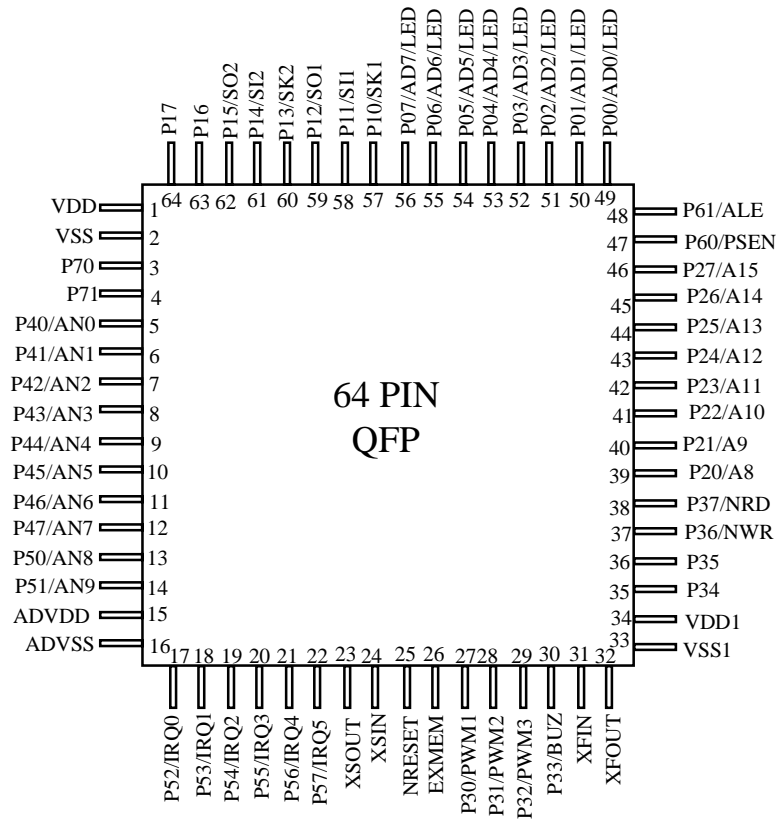 P17
P16
P15/SO2
P14/SI2
P13/SK2
P12/SO1
P11/SI1
P10/SK1
P07/AD7/LED
P06/AD6/LED
P05/AD5/LED
P04/AD4/LED
P03/AD3/LED
P02/AD2/LED
P01/AD1/LED
P00/AD0/LED
64 63 62 61 60 59 58 57 56 55 54 53 52 51 50 49
VDD 1
VSS 2
P70 3
P71 4
P40/AN0 5
P41/AN1 6
P42/AN2 7
P43/AN3 8
P44/AN4 9
P45/AN5 10
P46/AN6 11
P47/AN7 12
P50/AN8 13
P51/AN9 14
ADVDD 15
ADVSS 16
64 PIN
QFP
48 P61/ALE
47 P60/PSEN
46 P27/A15
45 P26/A14
44 P25/A13
43 P24/A12
42 P23/A11
41 P22/A10
40 P21/A9
39 P20/A8
38 P37/NRD
37 P36/NWR
36 P35
35 P34
34 VDD1
33 VSS1
17 18 19 20 21 22 23 24 25 26 27 28 29 30 31 32
P52/IRQ0
P53/IRQ1
P54/IRQ2
P55/IRQ3
P56/IRQ4
P57/IRQ5
XSOUT
XSIN
NRESET
EXMEM
P30/PWM1
P31/PWM2
P32/PWM3
P33/BUZ
XFIN
XFOUT